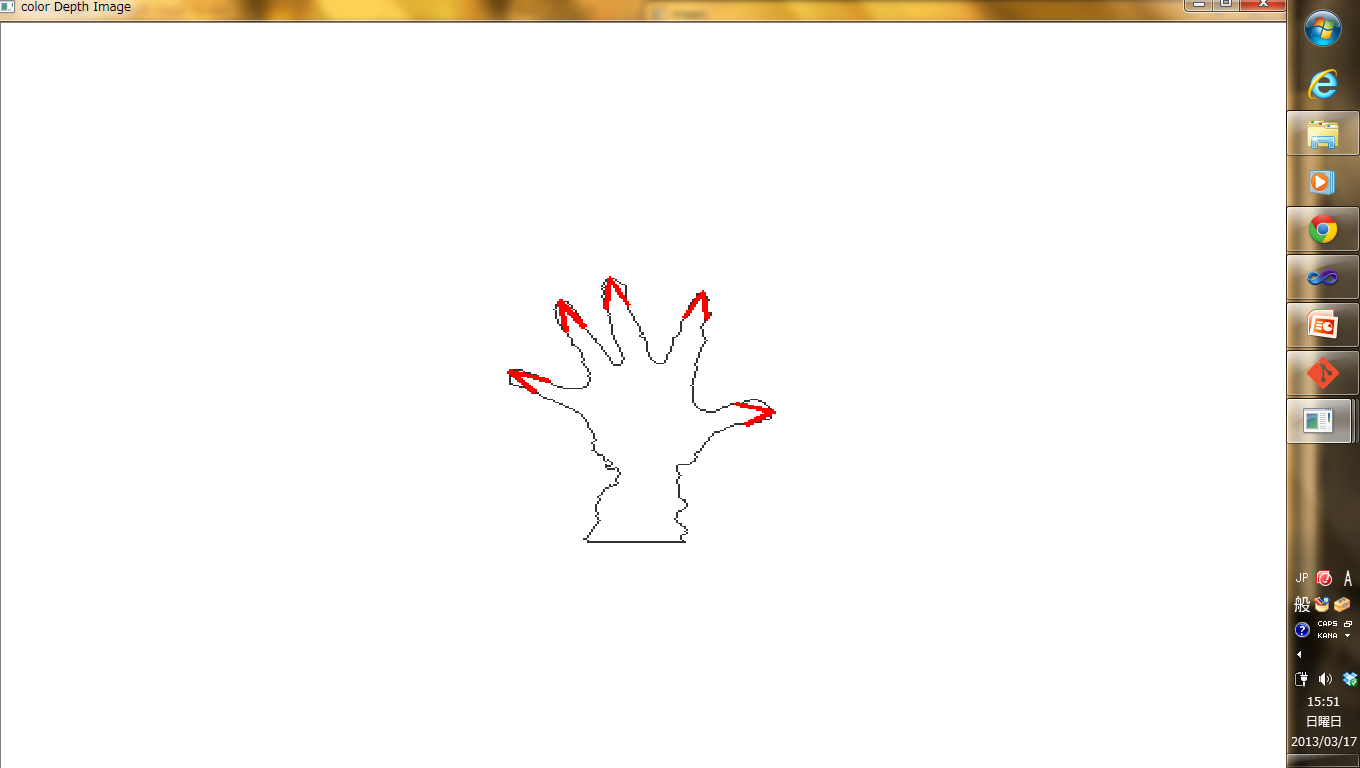 color Depth Image
JP A
般
CAPS
KANA
15:51
日曜日
2013/03/17